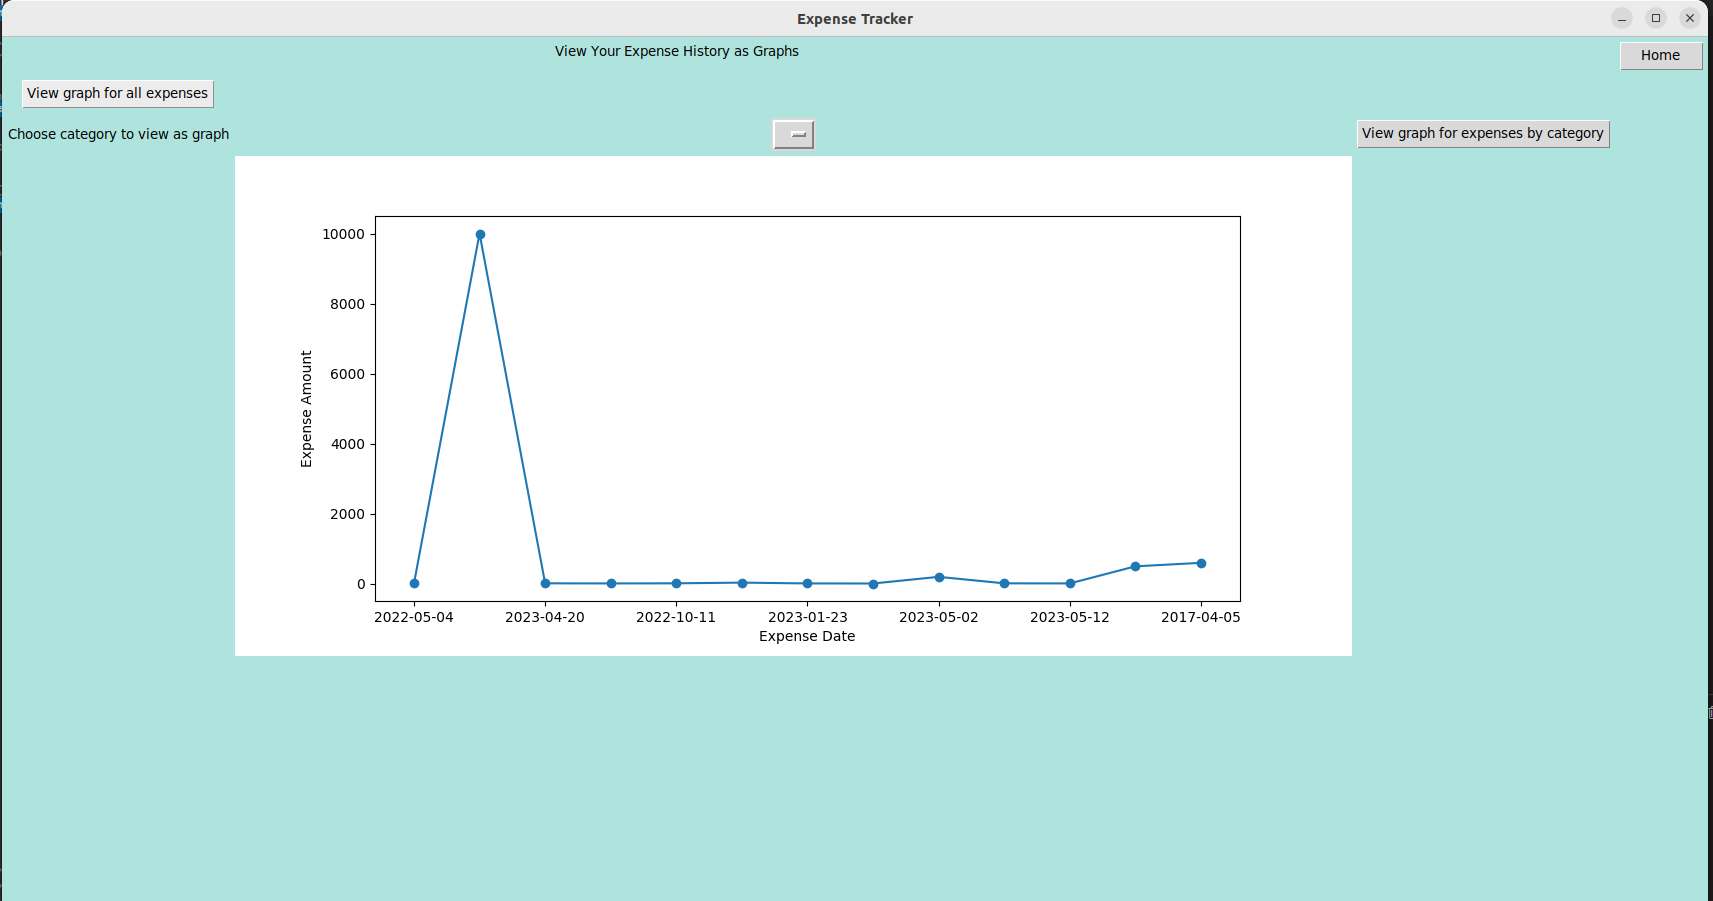 Expense Tracker
View Your Expense History as Graphs
Home
View graph for all expenses
Choose category to view as graph
View graph for expenses by category
10000
8000
6000
4000
2000
0
Expense Amount
2022-05-04 2023-04-20 2022-10-11 2023-01-23 2023-05-02 2023-05-12 2017-04-05
Expense Date